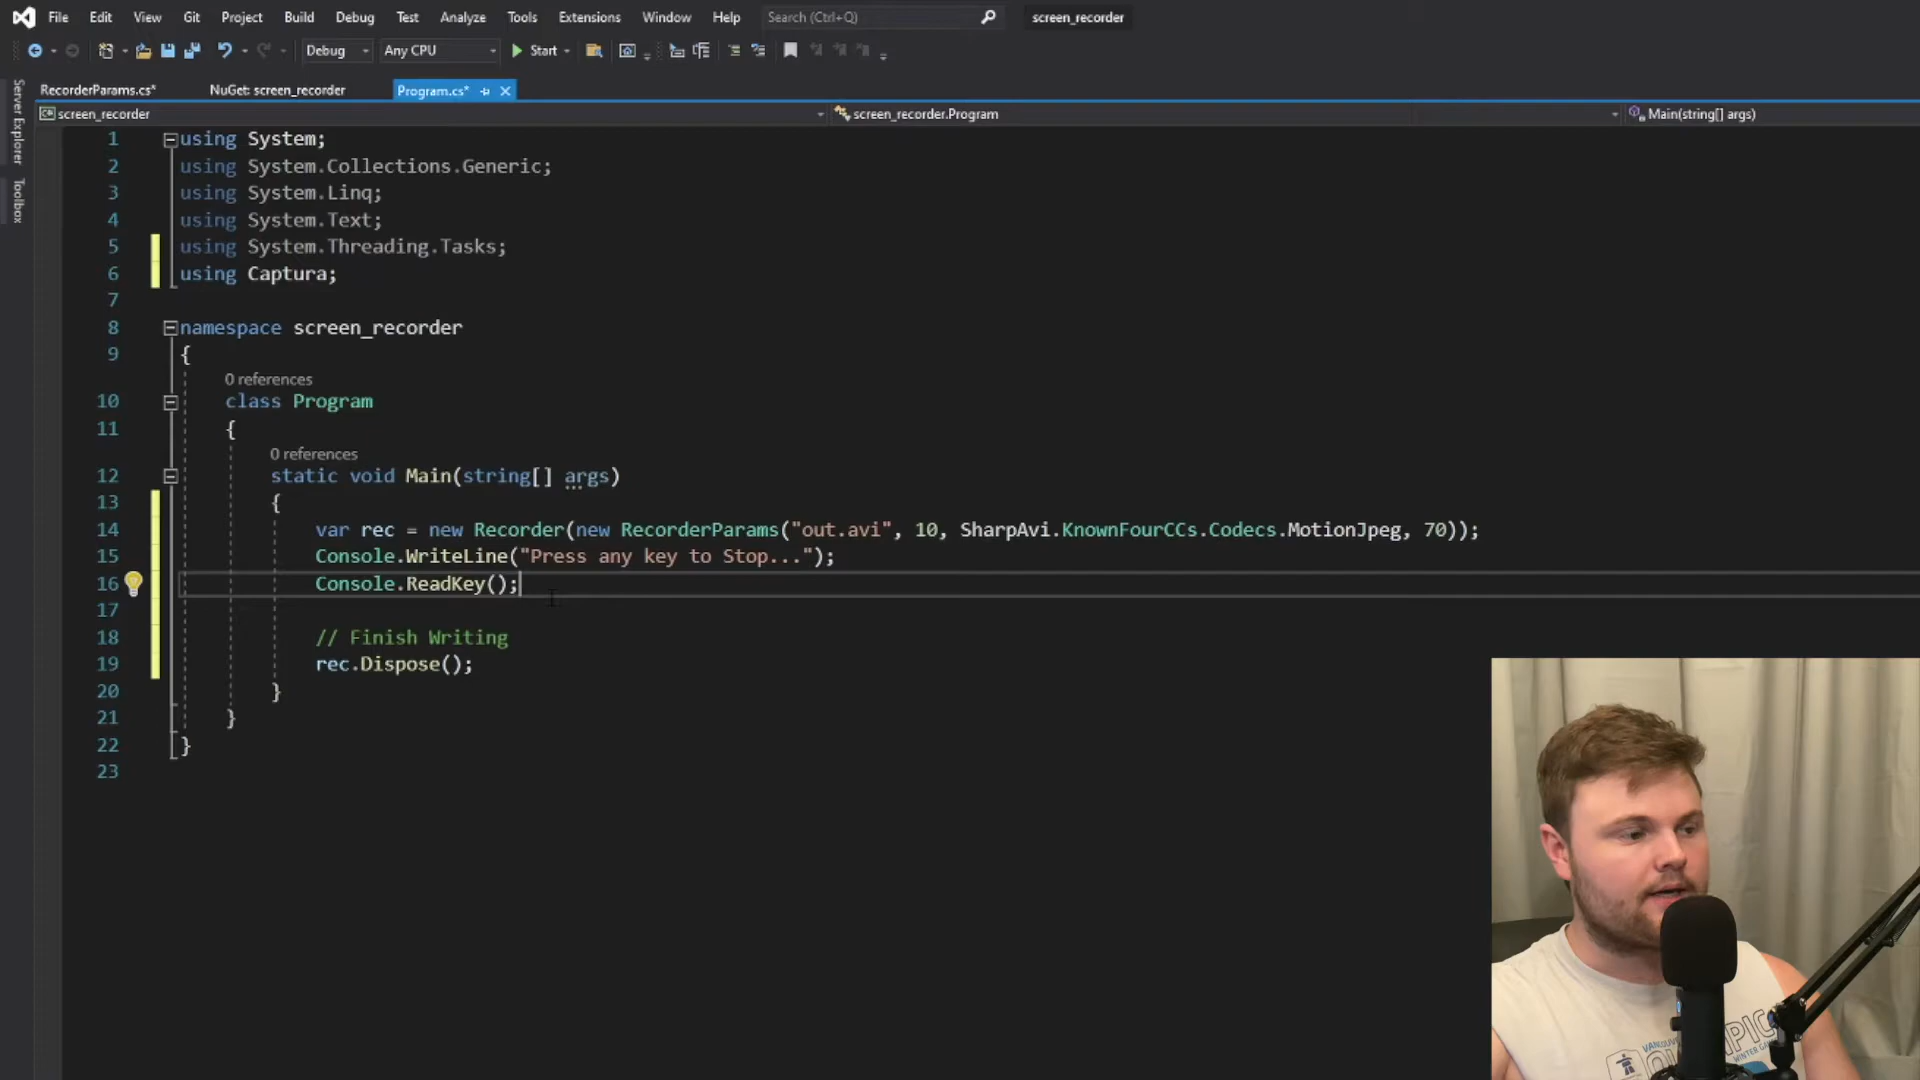 File Edit View Git Project Build Debug Test Analyze Tools Extensions Window Help Search (Ctrl+Q) screen_recorder
Debug Any CPU Start
RecorderParams.cs* NuGet: screen_recorder Program.cs*
screen_recorder screen_recorder.Program Main(string[] args)
Server Explorer
Toolbox
1 using System;
2 using System.Collections.Generic;
3 using System.Linq;
4 using System.Text;
5 using System.Threading.Tasks;
6 using Captura;
7
8 namespace screen_recorder
9 {
0 references
10 class Program
11 {
0 references
12 static void Main(string[] args)
13 {
14 var rec = new Recorder(new RecorderParams("out.avi", 10, SharpAvi.KnownFourCCs.Codecs.MotionJpeg, 70));
15 Console.WriteLine("Press any key to Stop...");
16 Console.ReadKey();
17
18 // Finish Writing
19 rec.Dispose();
20 }
21 }
22 }
23